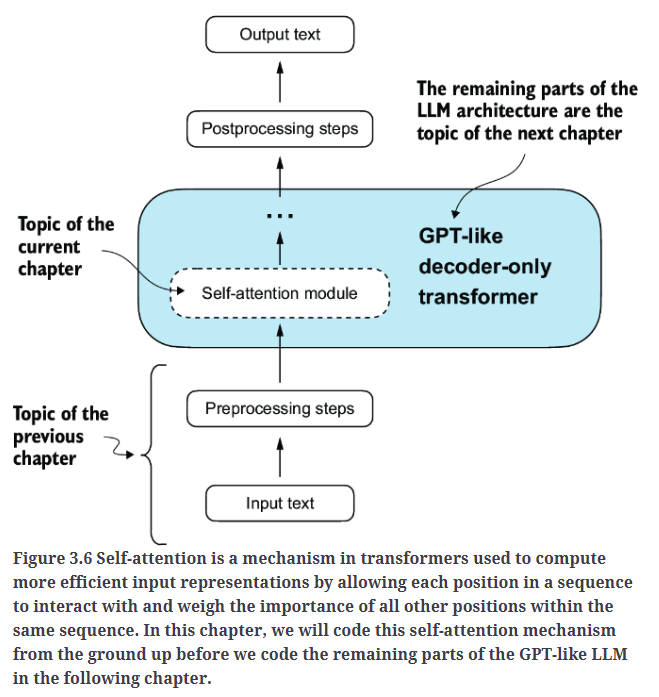 Output text
The remaining parts of the
LLM architecture are the
topic of the next chapter
Postprocessing steps
...
Topic of the
current
chapter
GPT-like
decoder-only
transformer
Self-attention module
Preprocessing steps
Topic of the
previous
chapter
Input text
Figure 3.6 Self-attention is a mechanism in transformers used to compute
more efficient input representations by allowing each position in a sequence
to interact with and weigh the importance of all other positions within the
same sequence. In this chapter, we will code this self-attention mechanism
from the ground up before we code the remaining parts of the GPT-like LLM
in the following chapter.